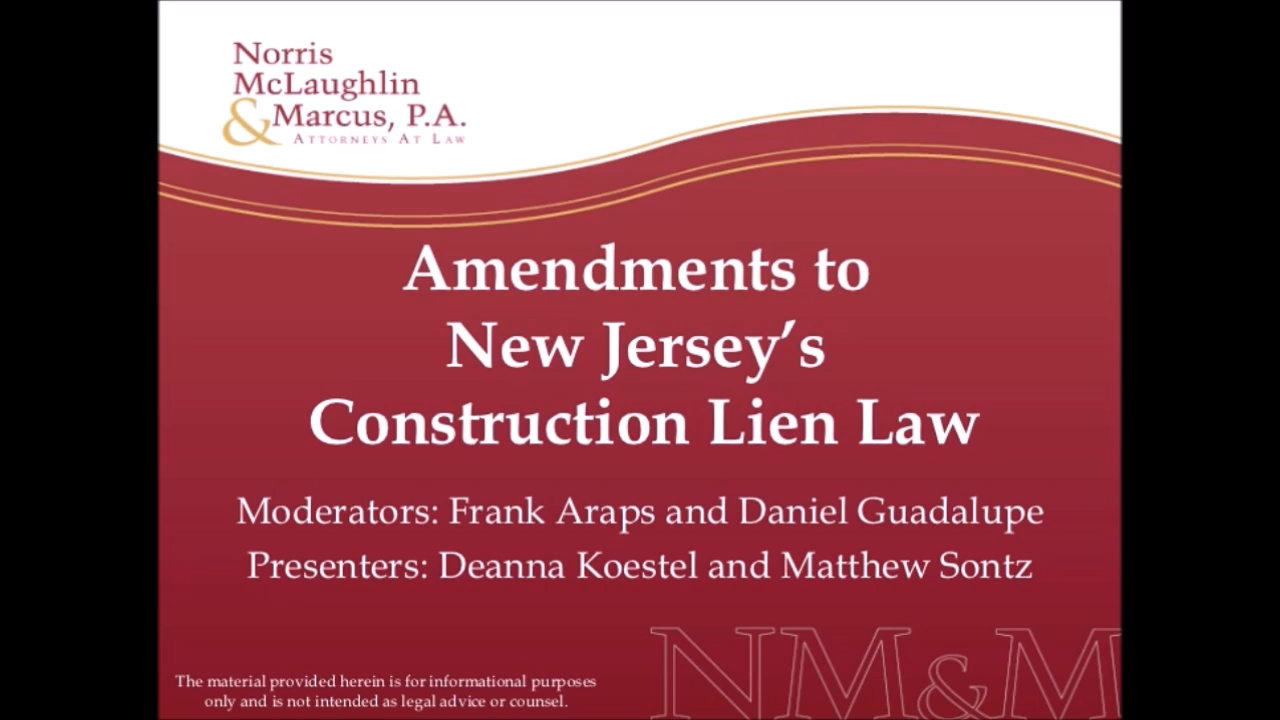 Norris
McLaughlin
& Marcus, P.A.
Attorneys At Law
Amendments to
New Jersey’s
Construction Lien Law
Moderators: Frank Araps and Daniel Guadalupe
Presenters: Deanna Koestel and Matthew Sontz
NM&M
The material provided herein is for informational purposes
only and is not intended as legal advice or counsel.